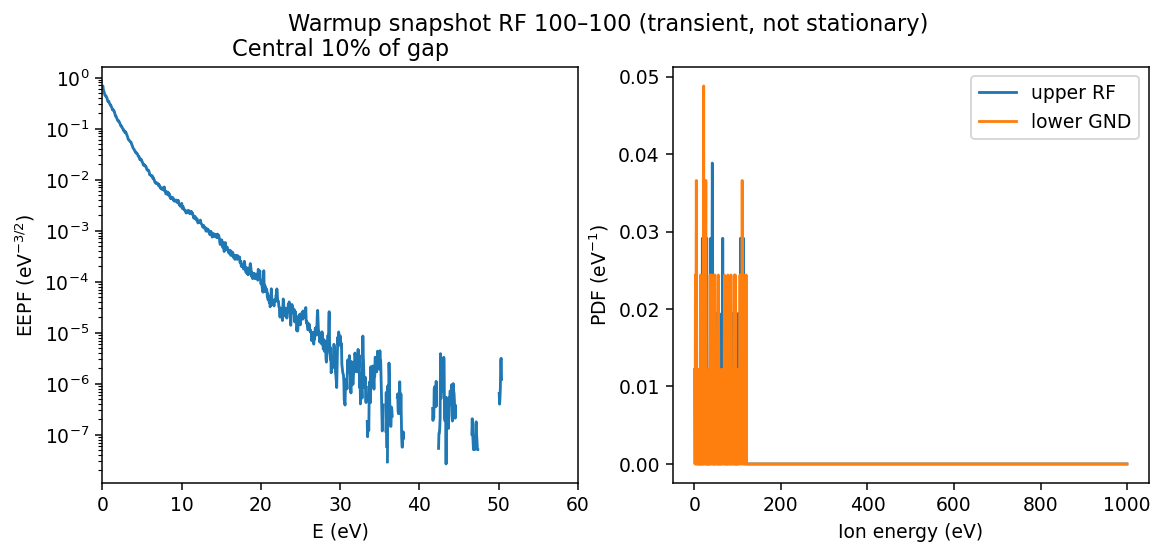 Warmup snapshot RF 100–100 (transient, not stationary)
Central 10% of gap
EEPF (eV⁻³ᐟ²)
10⁰
10⁻¹
10⁻²
10⁻³
10⁻⁴
10⁻⁵
10⁻⁶
10⁻⁷
0 10 20 30 40 50 60
E (eV)
PDF (eV⁻¹)
0.05
0.04
0.03
0.02
0.01
0.00
upper RF
lower GND
0 200 400 600 800 1000
Ion energy (eV)